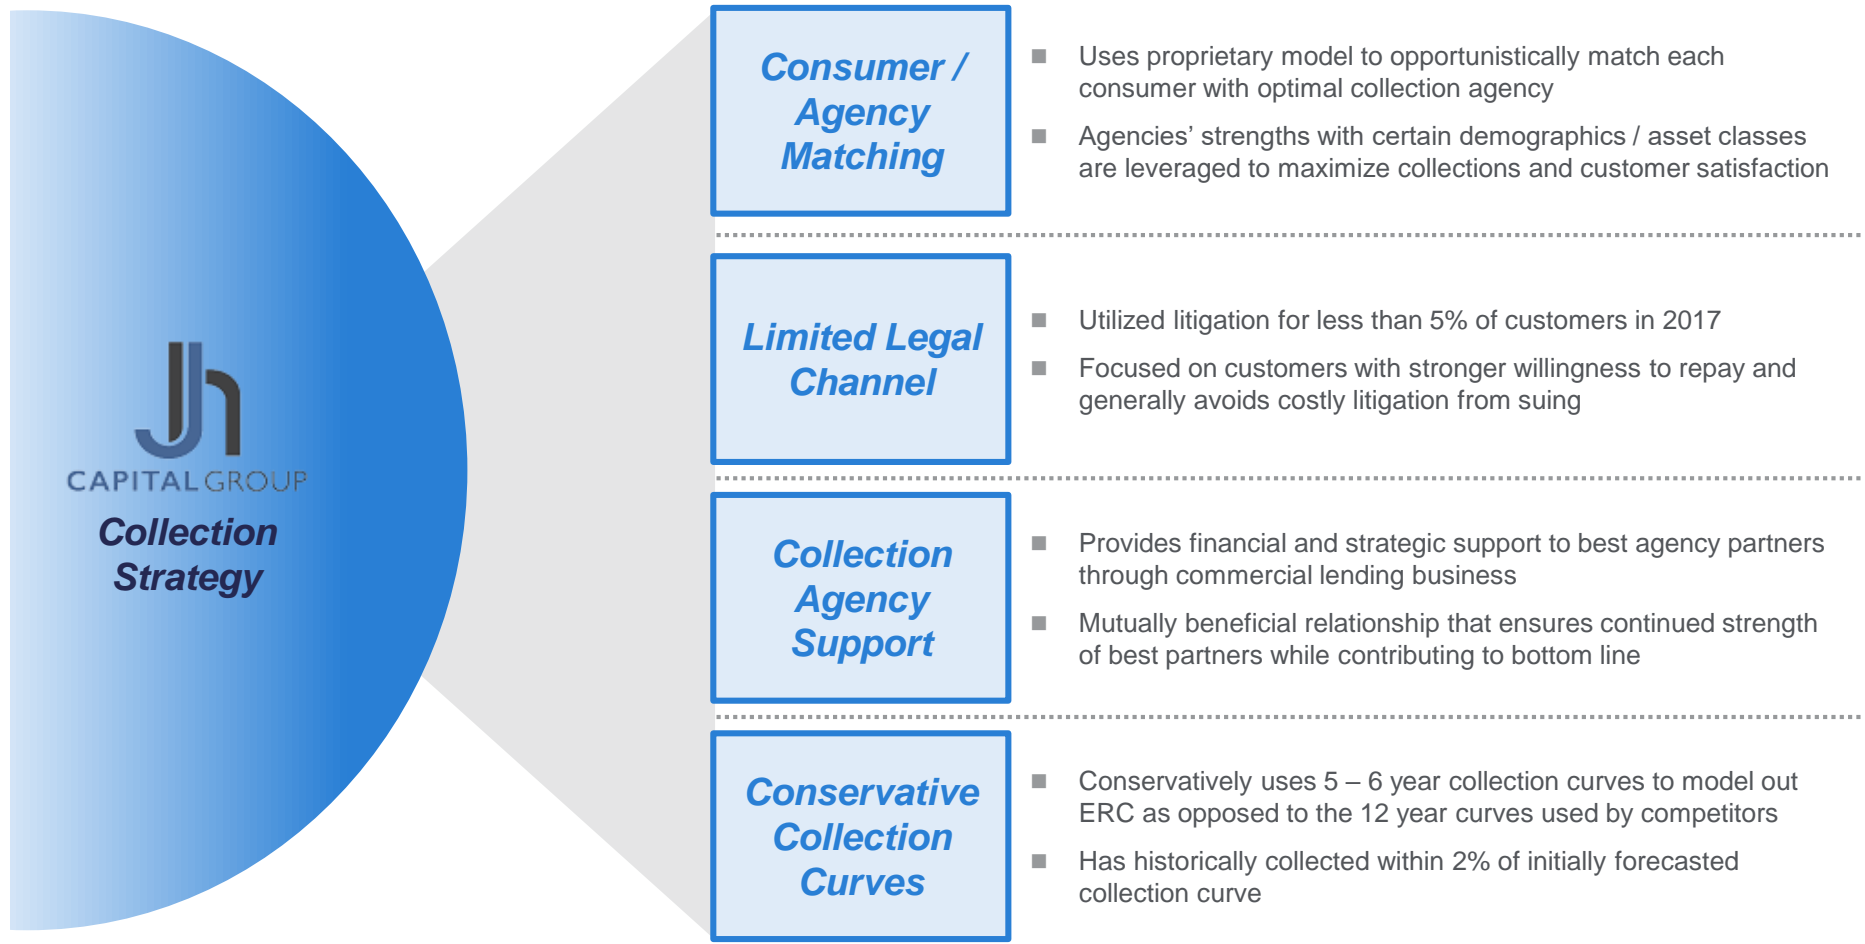 Jh
CAPITAL GROUP
Collection
Strategy
Consumer /
Agency
Matching
Uses proprietary model to opportunistically match each
consumer with optimal collection agency
Agencies’ strengths with certain demographics / asset classes
are leveraged to maximize collections and customer satisfaction
Limited Legal
Channel
Utilized litigation for less than 5% of customers in 2017
Focused on customers with stronger willingness to repay and
generally avoids costly litigation from suing
Collection
Agency
Support
Provides financial and strategic support to best agency partners
through commercial lending business
Mutually beneficial relationship that ensures continued strength
of best partners while contributing to bottom line
Conservative
Collection
Curves
Conservatively uses 5 – 6 year collection curves to model out
ERC as opposed to the 12 year curves used by competitors
Has historically collected within 2% of initially forecasted
collection curve